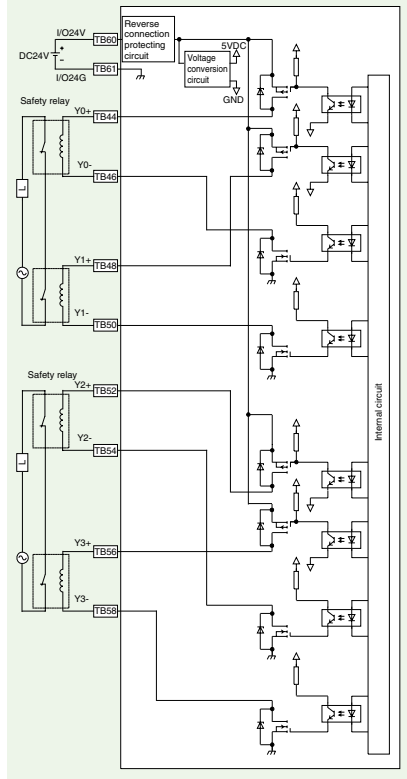 I/O24V
TB60
DC24V
+
−
I/O24G
TB61
Reverse
connection
protecting
circuit
Voltage
conversion
circuit
5VDC
GND
Safety relay
Y0+
TB44
Y0-
TB46
L
Y1+
TB48
Y1-
TB50
Safety relay
Y2+
TB52
Y2-
TB54
L
Y3+
TB56
Y3-
TB58
Internal circuit